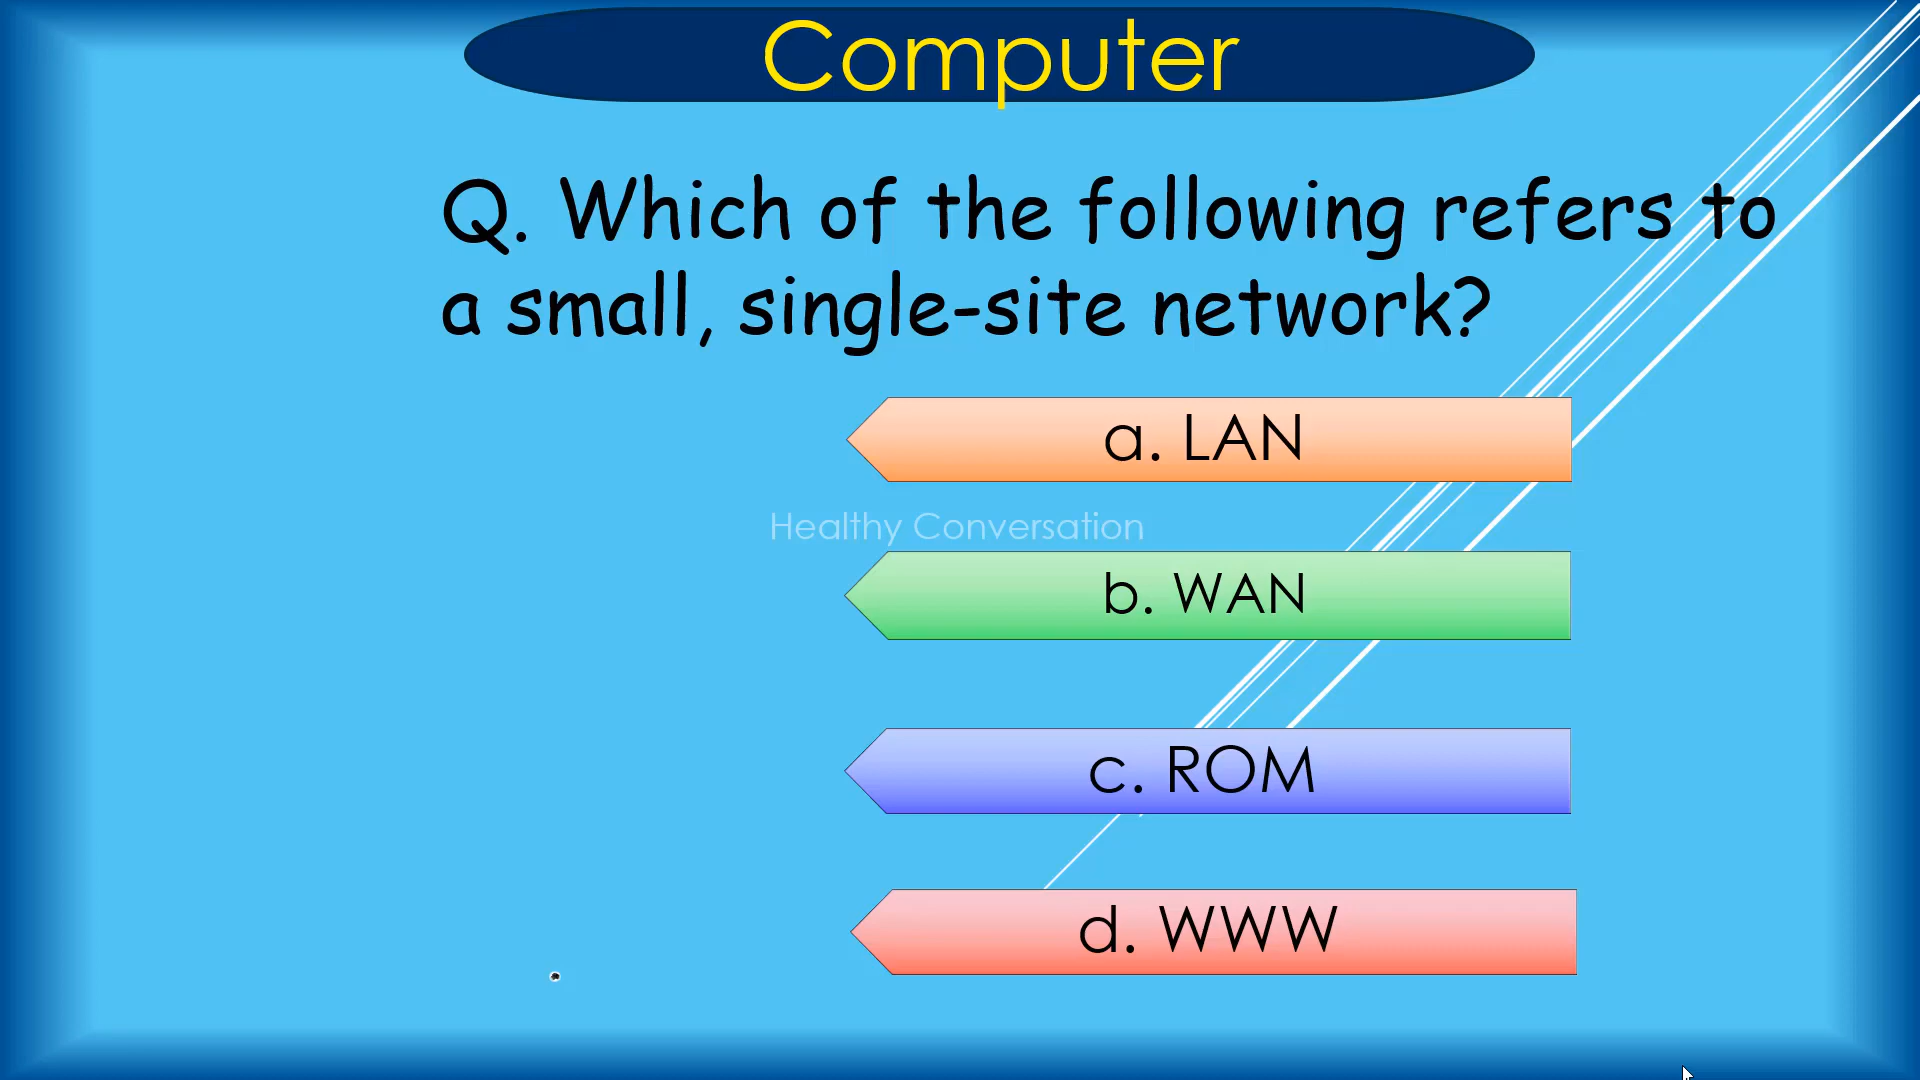 Computer
Q. Which of the following refers to
a small, single-site network?
a. LAN
Healthy Conversation
b. WAN
c. ROM
d. WWW